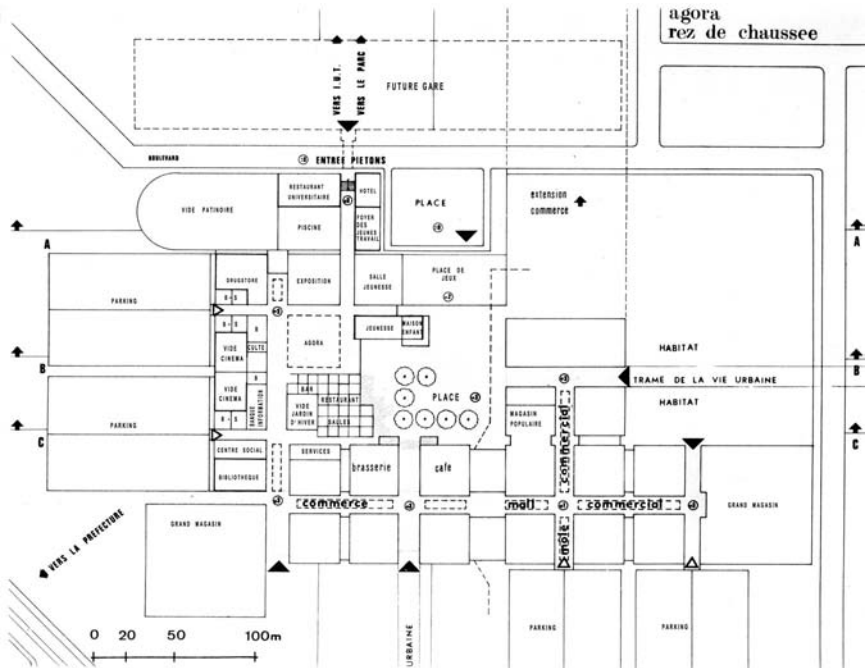 agora
rez de chaussee
VERS I.U.T.
VERS LE PARC
FUTURE GARE
BOULEVARD
ENTREE PIETONS
VIDE PATINOIRE
RESTAURANT
UNIVERSITAIRE
HOTEL
PISCINE
FOYER
DES
JEUNES
TRAVAIL
PLACE
extension
commerce
A
A
PARKING
DRUGSTORE
B-S
EXPOSITION
SALLE
JEUNESSE
PLACE DE
JEUX
B-S
B
VIDE
CINEMA
CULTE
AGORA
JEUNESSE
MAISON
ENFANT
HABITAT
B
B
TRAME DE LA VIE URBAINE
HABITAT
VIDE
CINEMA
B
BANQUE
INFORMATION
BAR
RESTAURANT
VIDE
JARDIN
D'HIVER
SALLES
PLACE
MAGASIN
POPULAIRE
commercial
PARKING
B-S
C
C
CENTRE SOCIAL
BIBLIOTHEQUE
SERVICES
brasserie
cafe
commerce
mall
commercial
GRAND MAGASIN
GRAND MAGASIN
VERS LA PREFECTURE
PARKING
PARKING
URBAINE
0 20 50 100m